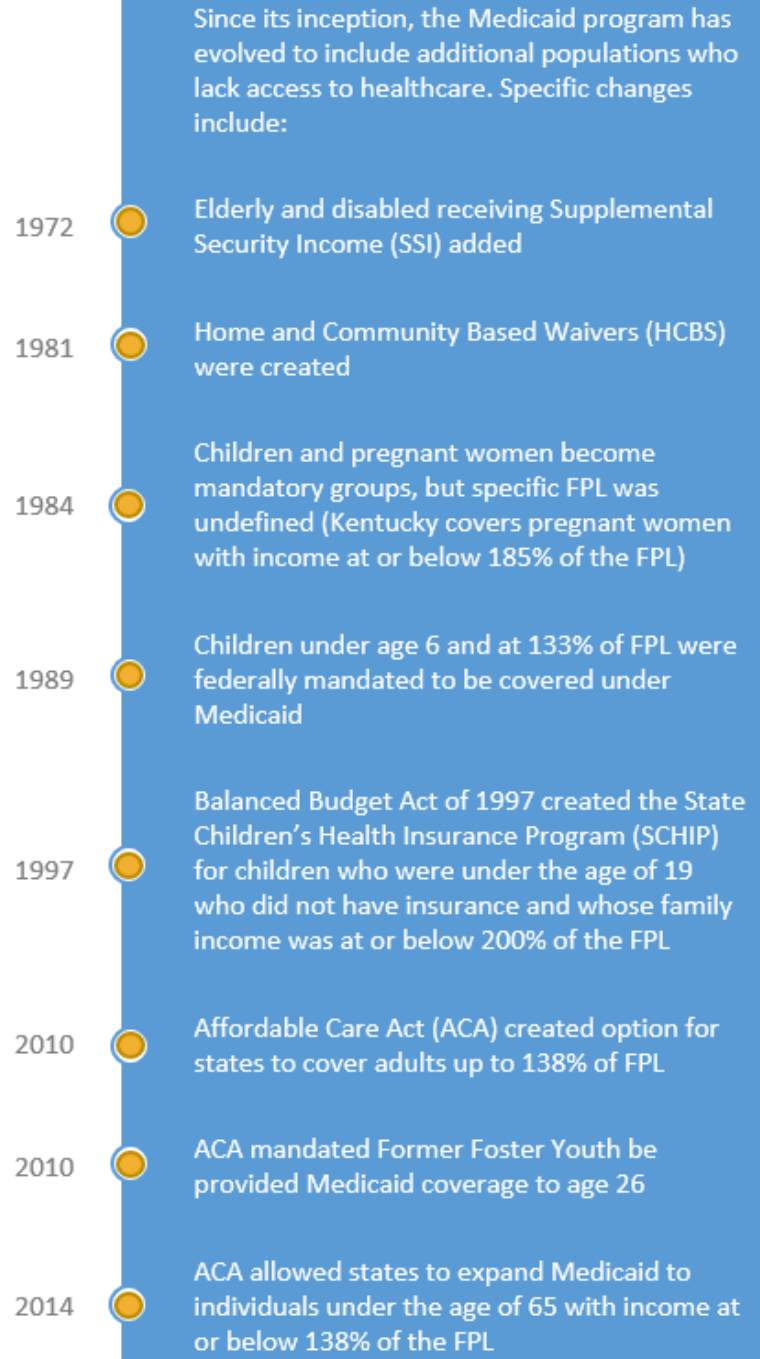 Since its inception, the Medicaid program has
evolved to include additional populations who
lack access to healthcare. Specific changes
include:
1972
Elderly and disabled receiving Supplemental
Security Income (SSI) added
1981
Home and Community Based Waivers (HCBS)
were created
1984
Children and pregnant women become
mandatory groups, but specific FPL was
undefined (Kentucky covers pregnant women
with income at or below 185% of the FPL)
1989
Children under age 6 and at 133% of FPL were
federally mandated to be covered under
Medicaid
1997
Balanced Budget Act of 1997 created the State
Children’s Health Insurance Program (SCHIP)
for children who were under the age of 19
who did not have insurance and whose family
income was at or below 200% of the FPL
2010
Affordable Care Act (ACA) created option for
states to cover adults up to 138% of FPL
2010
ACA mandated Former Foster Youth be
provided Medicaid coverage to age 26
2014
ACA allowed states to expand Medicaid to
individuals under the age of 65 with income at
or below 138% of the FPL